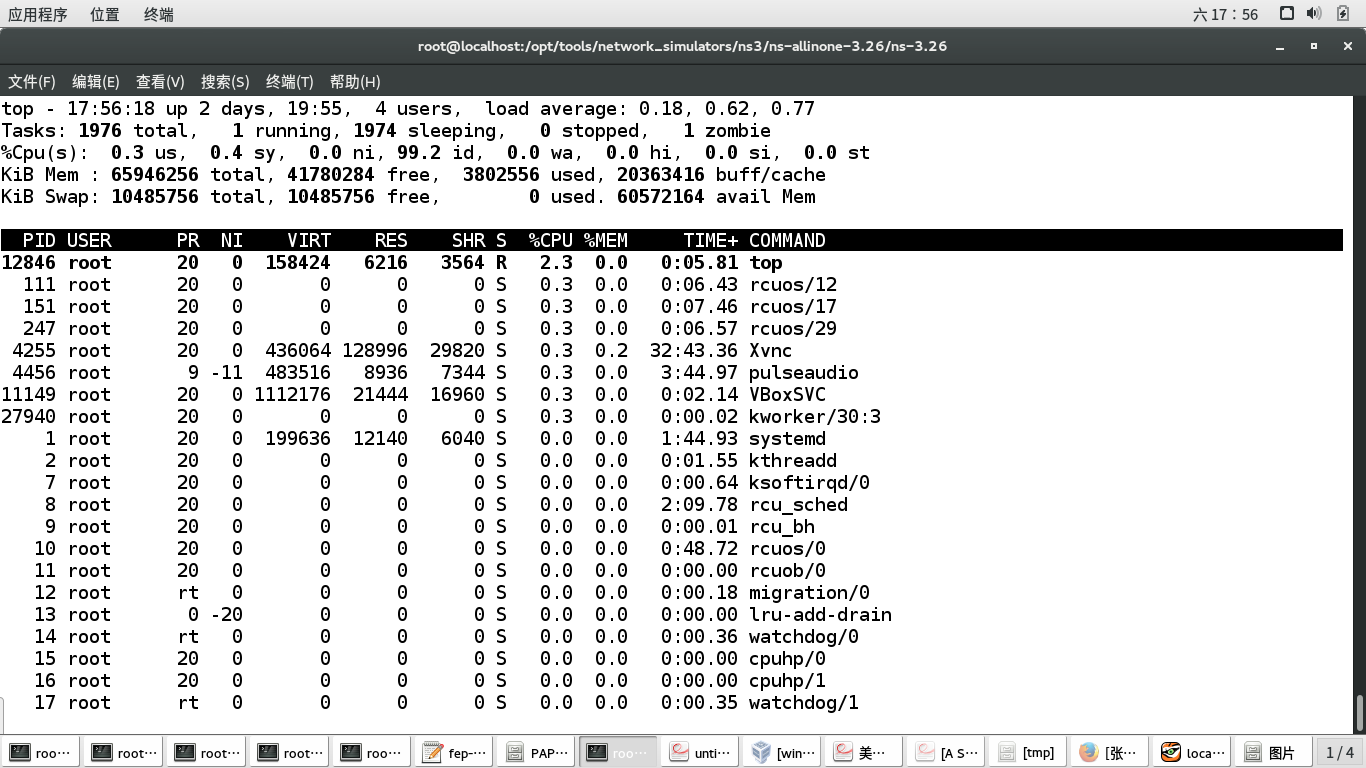 应用程序 位置 终端 六 17：56
root@localhost:/opt/tools/network_simulators/ns3/ns-allinone-3.26/ns-3.26
文件(F) 编辑(E) 查看(V) 搜索(S) 终端(T) 帮助(H)
top - 17:56:18 up 2 days, 19:55,  4 users,  load average: 0.18, 0.62, 0.77
Tasks: 1976 total,   1 running, 1974 sleeping,   0 stopped,   1 zombie
%Cpu(s):  0.3 us,  0.4 sy,  0.0 ni, 99.2 id,  0.0 wa,  0.0 hi,  0.0 si,  0.0 st
KiB Mem : 65946256 total, 41780284 free,  3802556 used, 20363416 buff/cache
KiB Swap: 10485756 total, 10485756 free,        0 used. 60572164 avail Mem
PID USER      PR  NI    VIRT    RES    SHR S  %CPU %MEM     TIME+ COMMAND
12846 root      20   0  158424   6216   3564 R   2.3  0.0   0:05.81 top
111 root      20   0       0      0      0 S   0.3  0.0   0:06.43 rcuos/12
151 root      20   0       0      0      0 S   0.3  0.0   0:07.46 rcuos/17
247 root      20   0       0      0      0 S   0.3  0.0   0:06.57 rcuos/29
4255 root      20   0  436064 128996  29820 S   0.3  0.2  32:43.36 Xvnc
4456 root       9 -11  483516   8936   7344 S   0.3  0.0   3:44.97 pulseaudio
11149 root      20   0 1112176  21444  16960 S   0.3  0.0   0:02.14 VBoxSVC
27940 root      20   0       0      0      0 S   0.3  0.0   0:00.02 kworker/30:3
1 root      20   0  199636  12140   6040 S   0.0  0.0   1:44.93 systemd
2 root      20   0       0      0      0 S   0.0  0.0   0:01.55 kthreadd
7 root      20   0       0      0      0 S   0.0  0.0   0:00.64 ksoftirqd/0
8 root      20   0       0      0      0 S   0.0  0.0   2:09.78 rcu_sched
9 root      20   0       0      0      0 S   0.0  0.0   0:00.01 rcu_bh
10 root      20   0       0      0      0 S   0.0  0.0   0:48.72 rcuos/0
11 root      20   0       0      0      0 S   0.0  0.0   0:00.00 rcuob/0
12 root      rt   0       0      0      0 S   0.0  0.0   0:00.18 migration/0
13 root       0 -20       0      0      0 S   0.0  0.0   0:00.00 lru-add-drain
14 root      rt   0       0      0      0 S   0.0  0.0   0:00.36 watchdog/0
15 root      20   0       0      0      0 S   0.0  0.0   0:00.00 cpuhp/0
16 root      20   0       0      0      0 S   0.0  0.0   0:00.00 cpuhp/1
17 root      rt   0       0      0      0 S   0.0  0.0   0:00.35 watchdog/1
roo… root… root… root… roo… fep-… PAP… roo… unti… [win… 美… [A S… [tmp] [张… loca… 图片 1 / 4